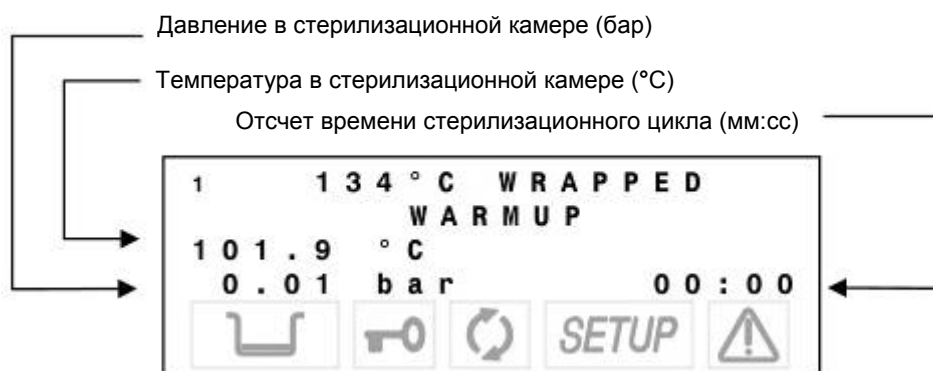 Давление в стерилизационной камере (бар)
Температура в стерилизационной камере (°С)
Отсчет времени стерилизационного цикла (мм:сс)
1 134°C WRAPPED
WARMUP
101.9 °C
0.01 bar 00:00
SETUP